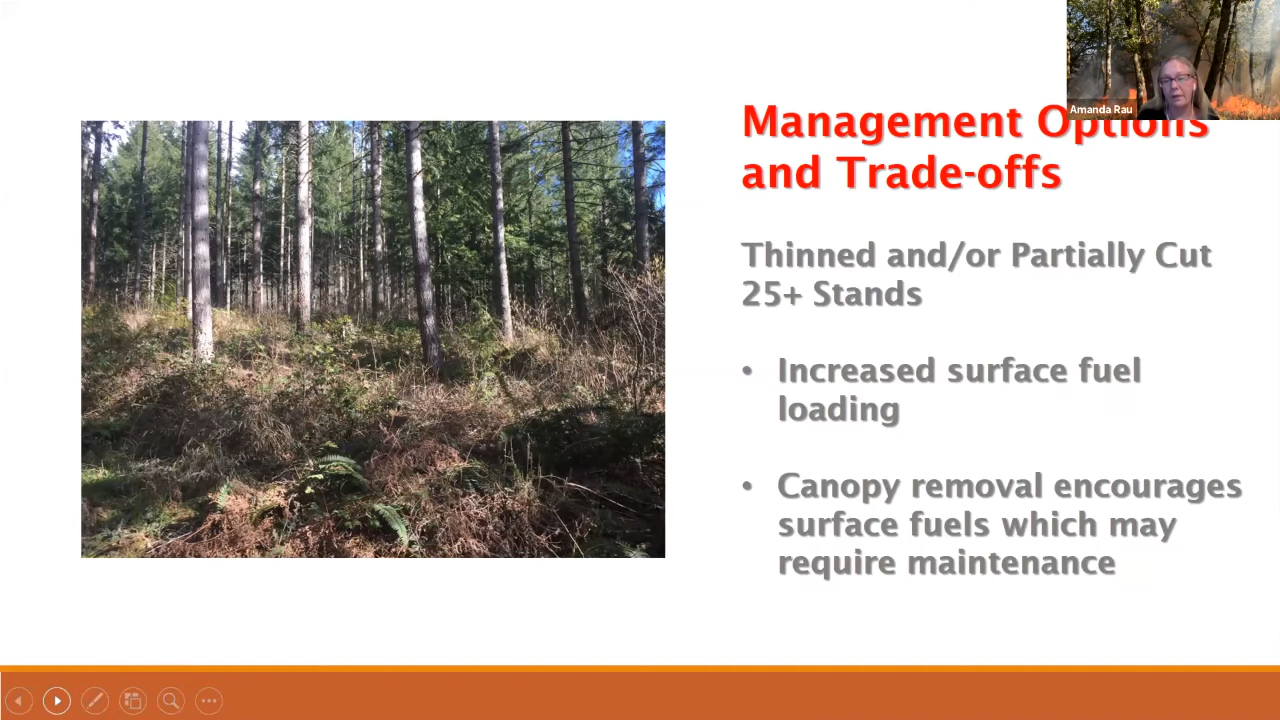 Amanda Rau
Management Options
and Trade-offs
Thinned and/or Partially Cut
25+ Stands
• Increased surface fuel
loading
• Canopy removal encourages
surface fuels which may
require maintenance